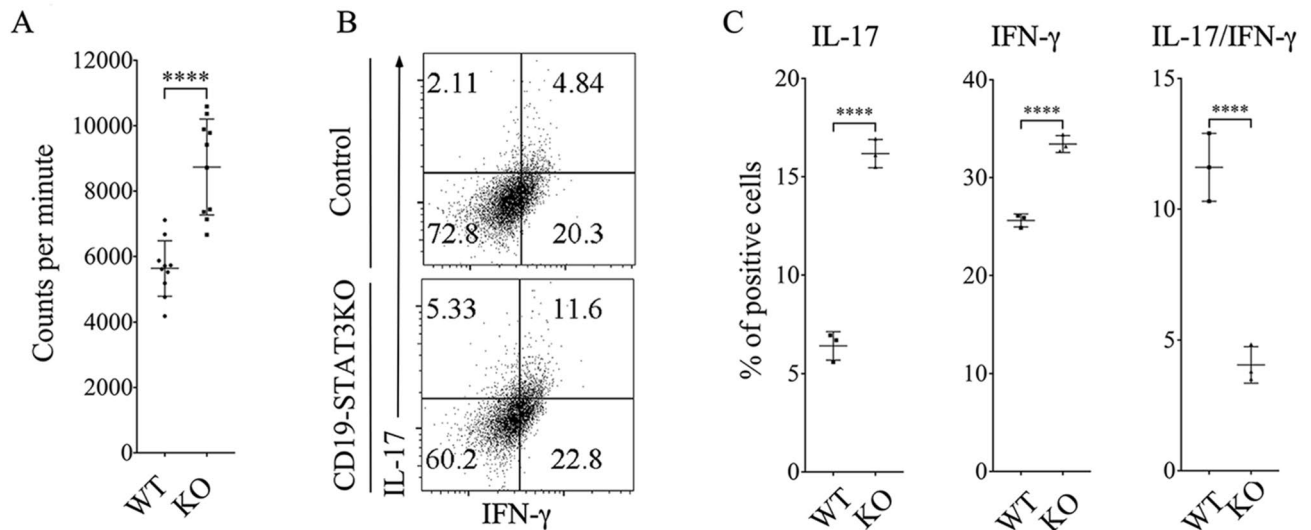 A
Counts per minute
12000
10000
8000
6000
4000
2000
0
****
WT
KO
B
Control
CD19-STAT3KO
IL-17
2.11
4.84
72.8
20.3
5.33
11.6
60.2
22.8
IFN-γ
C
% of positive cells
IL-17
20
15
10
5
0
****
WT
KO
IFN-γ
40
30
20
10
0
****
WT
KO
IL-17/IFN-γ
15
10
5
0
****
WT
KO